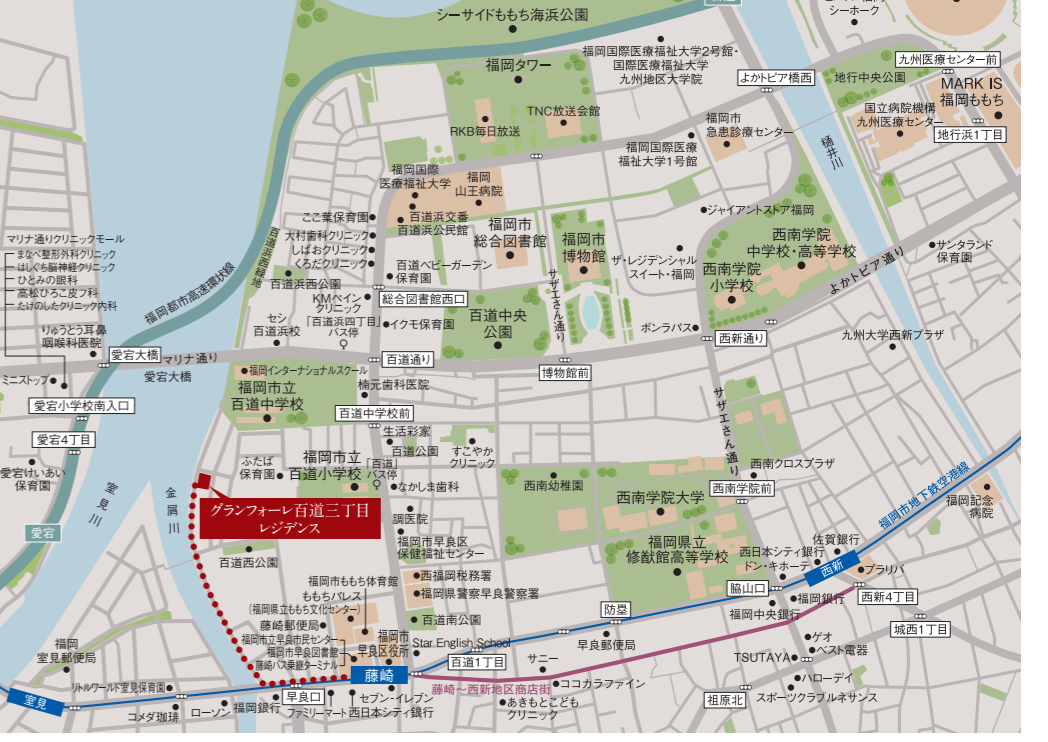 シーサイドももち海浜公園
シーホーク
福岡国際医療福祉大学2号館・
国際医療福祉大学
九州地区大学院
福岡タワー
よかトピア橋西
地行中央公園
九州医療センター前
MARK IS
福岡ももち
国立病院機構
九州医療センター
地行浜1丁目
TNC放送会館
RKB毎日放送
福岡市
急患診療センター
福岡国際医療
福祉大学1号館
樋井川
福岡国際
医療福祉大学
福岡
山王病院
ここ葉保育園
百道浜交番
百道浜公民館
大村歯科クリニック
しばおクリニック
くろだクリニック
福岡市
総合図書館
福岡市
博物館
ジャイアントストア福岡
西南学院
中学校・高等学校
ザ・レジデンシャル
スイート・福岡
西南学院
小学校
サンタランド
保育園
よかトピア通り
マリナ通りクリニックモール
まなべ整形外科クリニック
はしぐち脳神経クリニック
ひとみの眼科
高松ひろこ皮フ科
たけのしたクリニック内科
百道浜西緑地
福岡都市高速環状線
百道浜西公園
百道ベビーガーデン
保育園
KMペイン
クリニック
総合図書館西口
「百道浜四丁目」
バス停
セシ
百道浜校
イクモ保育園
百道中央
公園
サザエさん通り
ボンラパス
西新通り
九州大学西新プラザ
りゅうとう耳鼻
咽喉科医院
愛宕大橋
マリナ通り
愛宕大橋
百道通り
博物館前
ミニストップ
福岡インターナショナルスクール
福岡市立
百道中学校
楠元歯科医院
愛宕小学校南入口
百道中学校前
サザエさん通り
愛宕4丁目
生活彩家
百道公園
すこやか
クリニック
ふたば
保育園
福岡市立
百道小学校
「百道」
バス停
なかしま歯科
愛宕けいあい
保育園
西南幼稚園
西南クロスプラザ
西南学院前
西南学院大学
福岡市地下鉄空港線
福岡記念
病院
室見川
金屑川
グランフォーレ百道三丁目
レジデンス
調医院
福岡市早良区
保健福祉センター
愛宕
福岡県立
修猷館高等学校
佐賀銀行
西日本シティ銀行
ドン・キホーテ
西新
プラリバ
百道西公園
福岡市ももち体育館
ももちパレス
(福岡県立ももち文化センター)
西福岡税務署
福岡県警察早良警察署
脇山口
福岡銀行
西新4丁目
福岡中央銀行
防塁
百道南公園
藤崎郵便局
福岡市立早良市民センター
福岡市早良図書館
藤崎バス乗継ターミナル
福岡市
早良区役所
Star English School
早良郵便局
城西1丁目
福岡
室見郵便局
百道1丁目
サニー
ゲオ
ベスト電器
TSUTAYA
藤崎
藤崎〜西新地区商店街
ココカラファイン
ハローデイ
リトルワールド室見保育園
室見
早良口
セブン-イレブン
あきもとこども
クリニック
祖原北
スポーツクラブルネサンス
コメダ珈琲
ローソン
福岡銀行
ファミリーマート
西日本シティ銀行